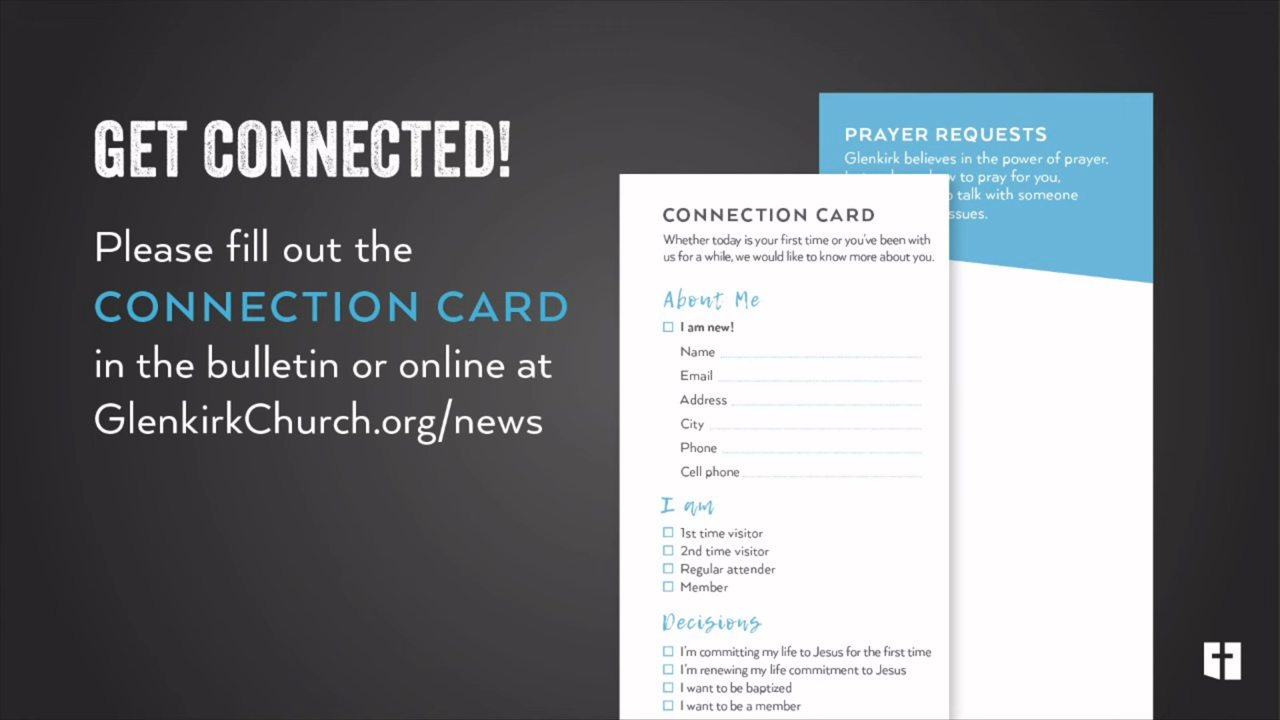 GET CONNECTED!
Please fill out the
CONNECTION CARD
in the bulletin or online at
GlenkirkChurch.org/news
PRAYER REQUESTS
Glenkirk believes in the power of prayer.
to pray for you,
talk with someone
CONNECTION CARD
Whether today is your first time or you've been with
us for a while, we would like to know more about you.
About Me
I am new!
Name
Email
Address
City
Phone
Cell phone
I am
1st time visitor
2nd time visitor
Regular attender
Member
Decisions
I'm committing my life to Jesus for the first time
I'm renewing my life commitment to Jesus
I want to be baptized
I want to be a member